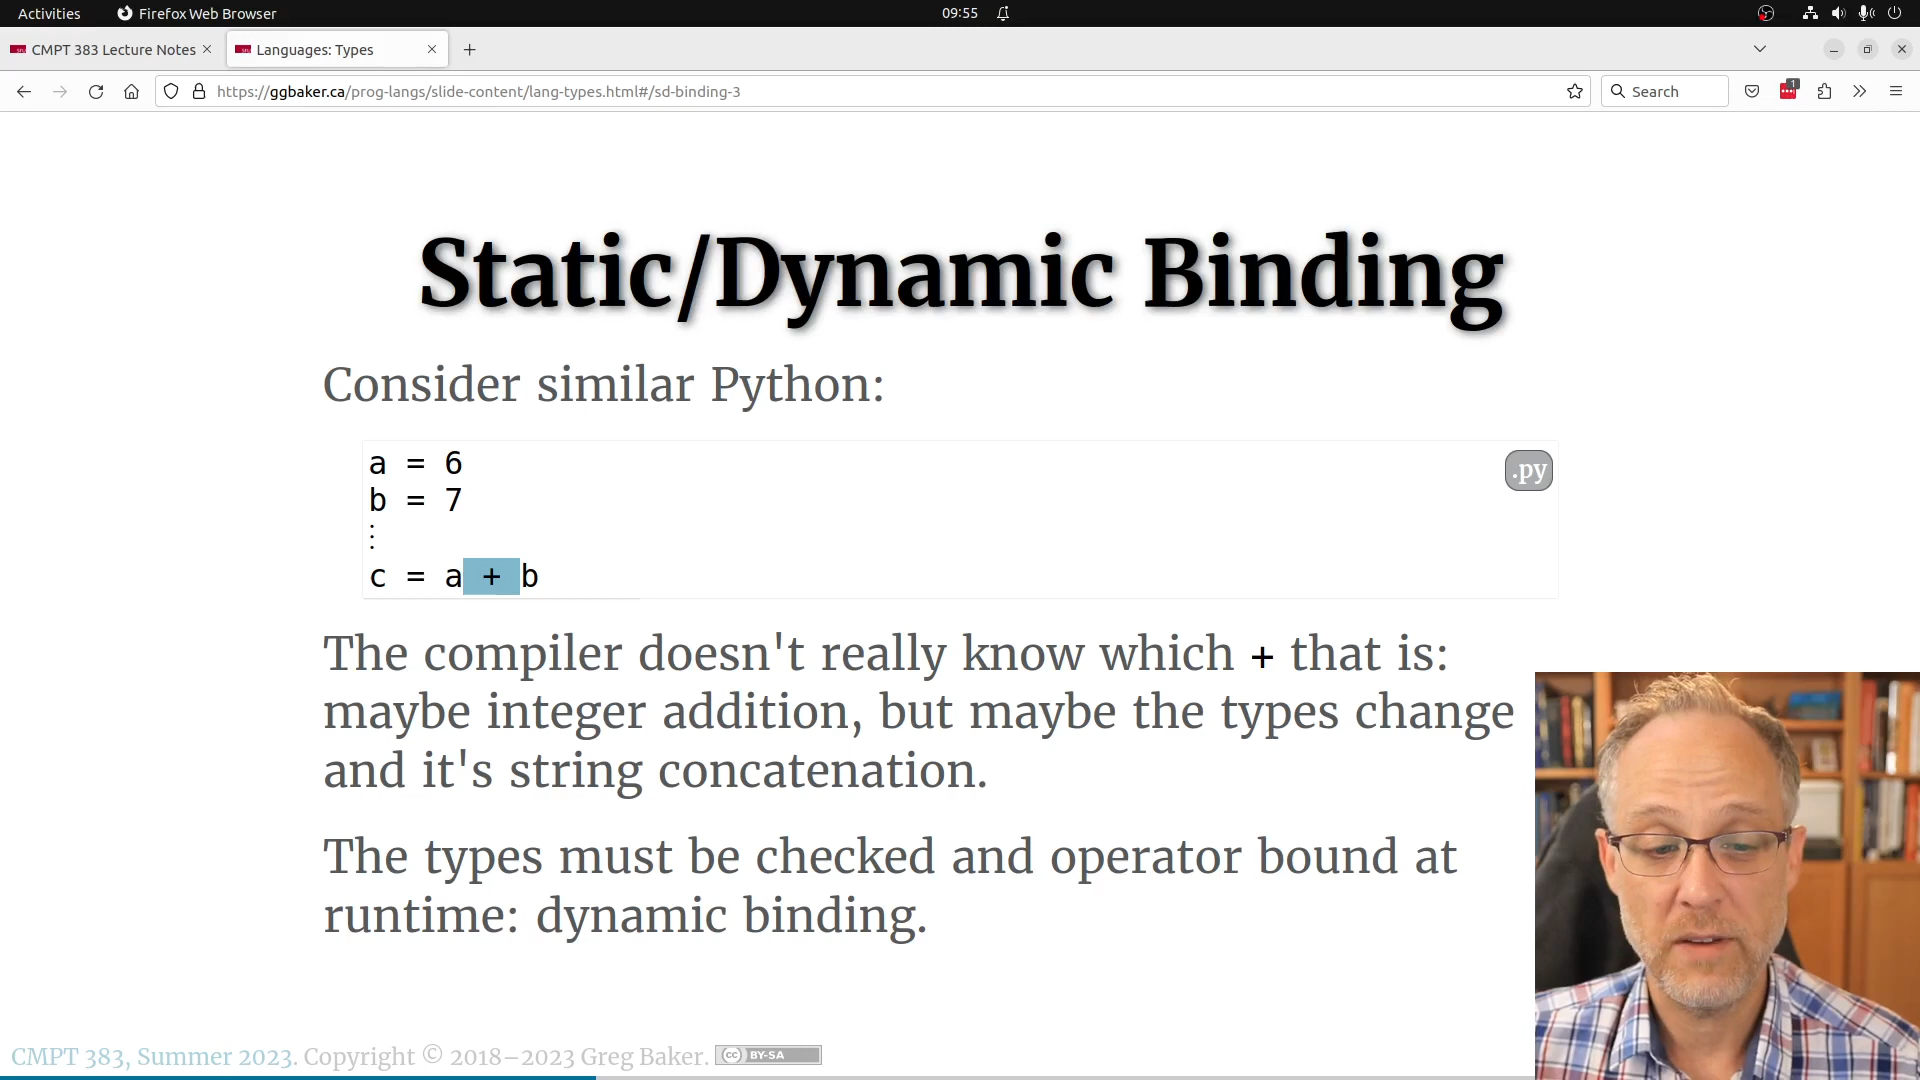 Activities
Firefox Web Browser
09:55
CMPT 383 Lecture Notes
Languages: Types
https://ggbaker.ca/prog-langs/slide-content/lang-types.html#/sd-binding-3
Search
1
Static/Dynamic Binding
Consider similar Python:
a = 6
b = 7
⋮
c = a + b
.py
The compiler doesn't really know which + that is:
maybe integer addition, but maybe the types change
and it's string concatenation.
The types must be checked and operator bound at
runtime: dynamic binding.
CMPT 383, Summer 2023. Copyright © 2018–2023 Greg Baker.
cc BY-SA